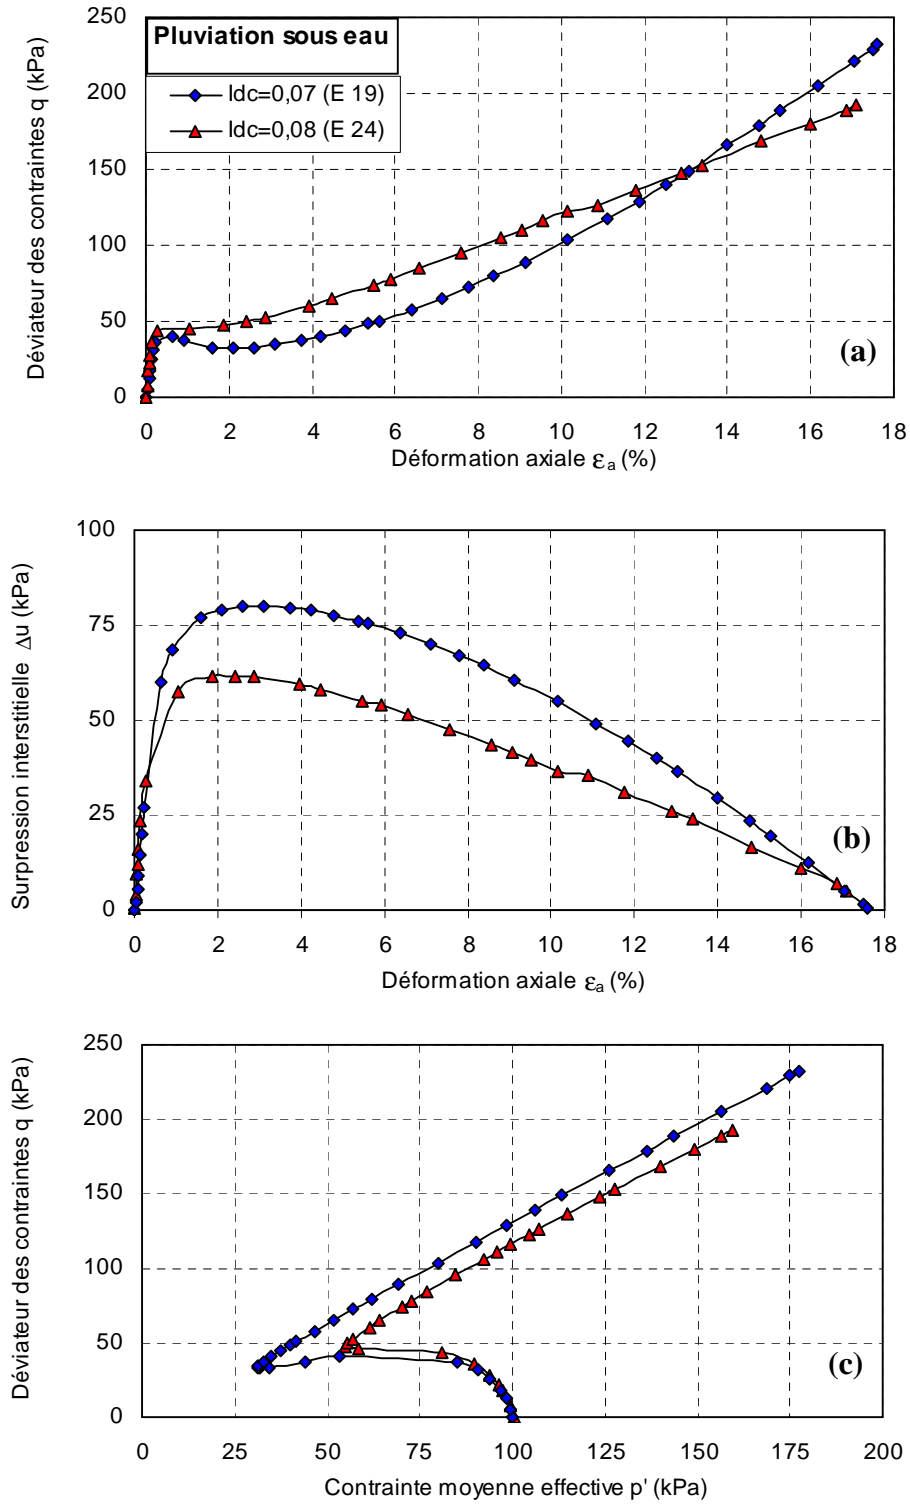 Pluviation sous eau
Idc=0,07 (E 19)
Idc=0,08 (E 24)
Déviateur des contraintes q (kPa)
250
200
150
100
50
0
(a)
0 2 4 6 8 10 12 14 16 18
Déformation axiale εa (%)
Surpression interstitielle Δu (kPa)
100
75
50
25
0
(b)
0 2 4 6 8 10 12 14 16 18
Déformation axiale εa (%)
Déviateur des contraintes q (kPa)
250
200
150
100
50
0
(c)
0 25 50 75 100 125 150 175 200
Contrainte moyenne effective p' (kPa)